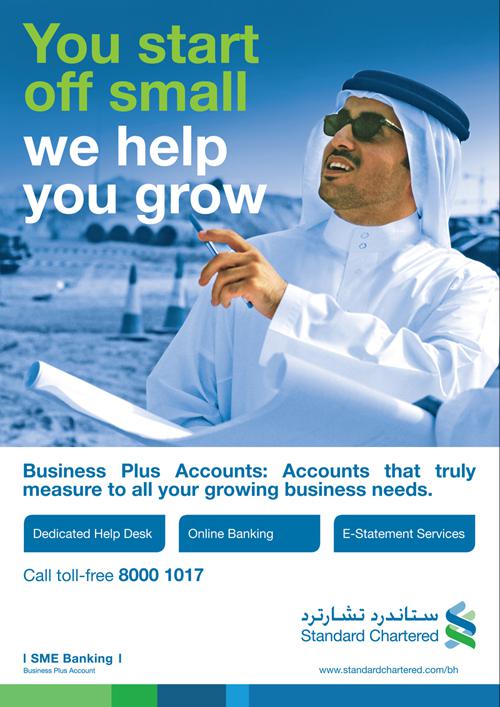 You start
off small
we help
you grow
Business Plus Accounts: Accounts that truly
measure to all your growing business needs.
Dedicated Help Desk
Online Banking
E-Statement Services
Call toll-free 8000 1017
ستاندرد تشارترد
Standard Chartered
I SME Banking I
Business Plus Account
www.standardchartered.com/bh